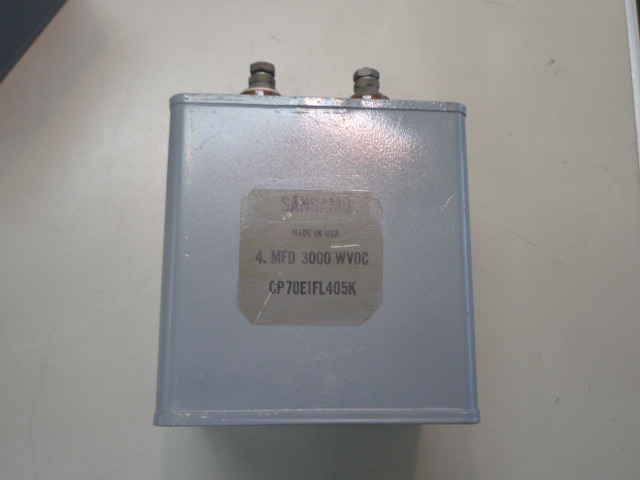 SANGAMO
MADE IN USA
4. MFD 3000 WVDC
CP70E1FL405K